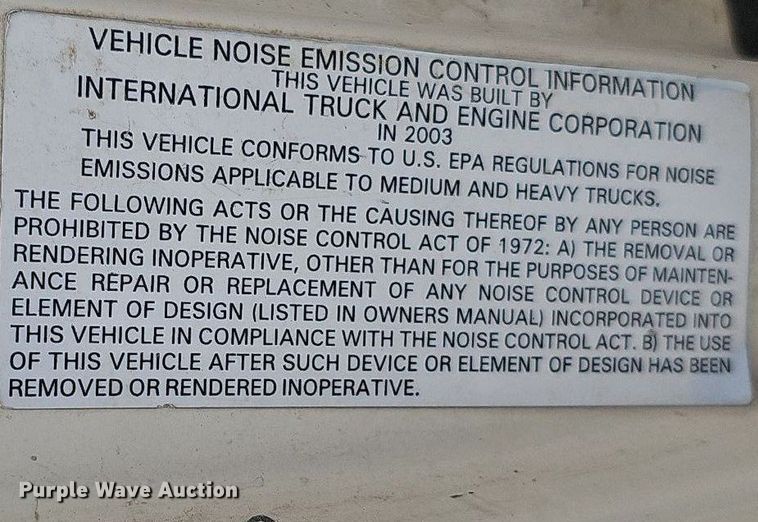 VEHICLE NOISE EMISSION CONTROL INFORMATION
THIS VEHICLE WAS BUILT BY
INTERNATIONAL TRUCK AND ENGINE CORPORATION
IN 2003
THIS VEHICLE CONFORMS TO U.S. EPA REGULATIONS FOR NOISE
EMISSIONS APPLICABLE TO MEDIUM AND HEAVY TRUCKS.
THE FOLLOWING ACTS OR THE CAUSING THEREOF BY ANY PERSON ARE
PROHIBITED BY THE NOISE CONTROL ACT OF 1972: A) THE REMOVAL OR
RENDERING INOPERATIVE, OTHER THAN FOR THE PURPOSES OF MAINTEN-
ANCE REPAIR OR REPLACEMENT OF ANY NOISE CONTROL DEVICE OR
ELEMENT OF DESIGN (LISTED IN OWNERS MANUAL) INCORPORATED INTO
THIS VEHICLE IN COMPLIANCE WITH THE NOISE CONTROL ACT. B) THE USE
OF THIS VEHICLE AFTER SUCH DEVICE OR ELEMENT OF DESIGN HAS BEEN
REMOVED OR RENDERED INOPERATIVE.
Purple Wave Auction